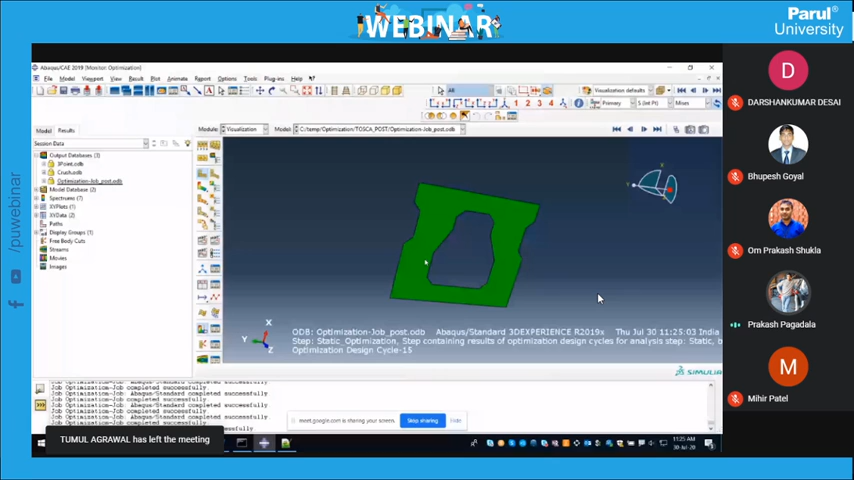 WEBINAR
Parul®
University
/puwebinar
Abaqus/CAE 2019 [Monitor: Optimization]
File Model Viewport View Result Plot Animate Report Options Tools Plug-ins Help
All
Visualization defaults
1 2 3 4
Primary
S (Int Pt)
Mises
Model Results
Module: Visualization
Model: C:/temp/Optimization/TOSCA_POST/Optimization-Job_post.odb
Session Data
Output Databases (3)
3Point.odb
Crush.odb
Optimization-Job_post.odb
Model Database (2)
Spectrums (7)
XYPlots (1)
XYData (2)
Paths
Display Groups (1)
Free Body Cuts
Streams
Movies
Images
X
Y
Z
ODB: Optimization-Job_post.odb Abaqus/Standard 3DEXPERIENCE R2019x Thu Jul 30 11:25:03 India
Step: Static_Optimization, Step containing results of optimization design cycles for analysis step: Static, b
Optimization Design Cycle-15
SIMULIA
Job Optimization-Job completed successfully
Job Optimization-Job: Abaqus/Standard completed successfully
Job Optimization-Job completed successfully
Job Optimization-Job: Abaqus/Standard completed successfully
Job Optimization-Job completed successfully
meet.google.com is sharing your screen.
Stop sharing
Hide
TUMUL AGRAWAL has left the meeting
11:25 AM
30-Jul-20
D
DARSHANKUMAR DESAI
Bhupesh Goyal
Om Prakash Shukla
Prakash Pagadala
M
Mihir Patel